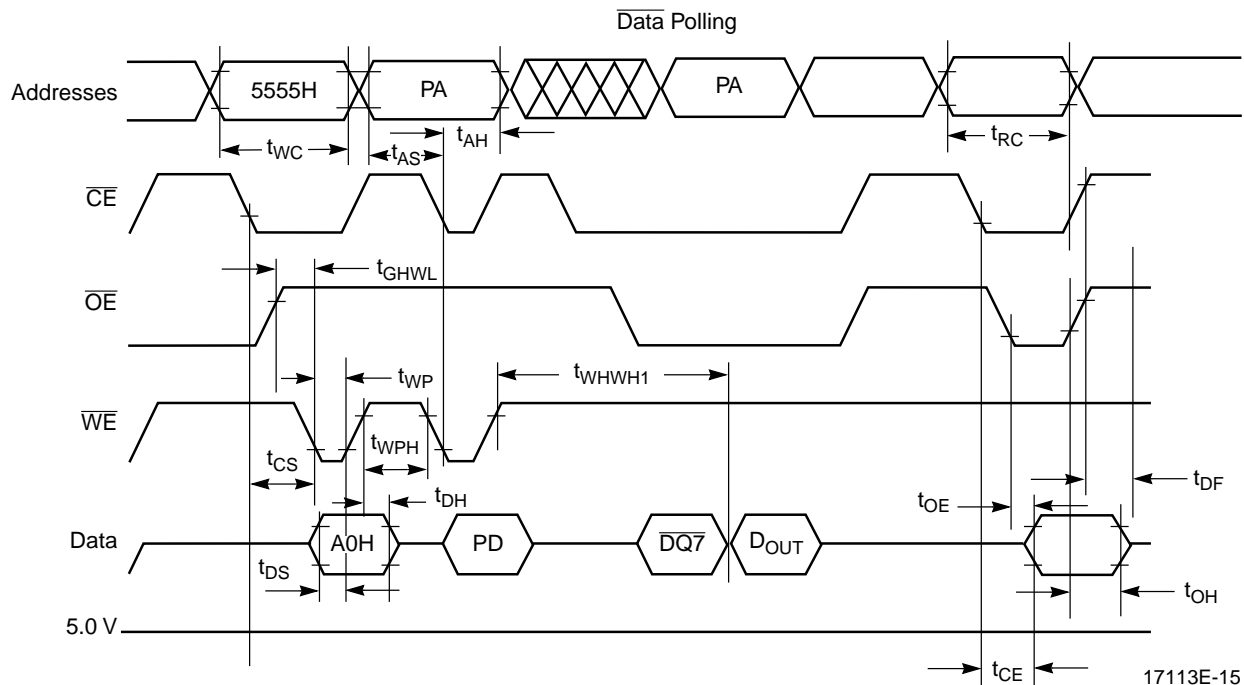 Data Polling
Addresses
5555H
PA
PA
tWC
tAS
tAH
tRC
CE
tGHWL
OE
tWP
tWHWH1
WE
tWPH
tCS
tDH
tOE
tDF
Data
A0H
PD
DQ7
DOUT
tDS
tOH
5.0 V
tCE
17113E-15